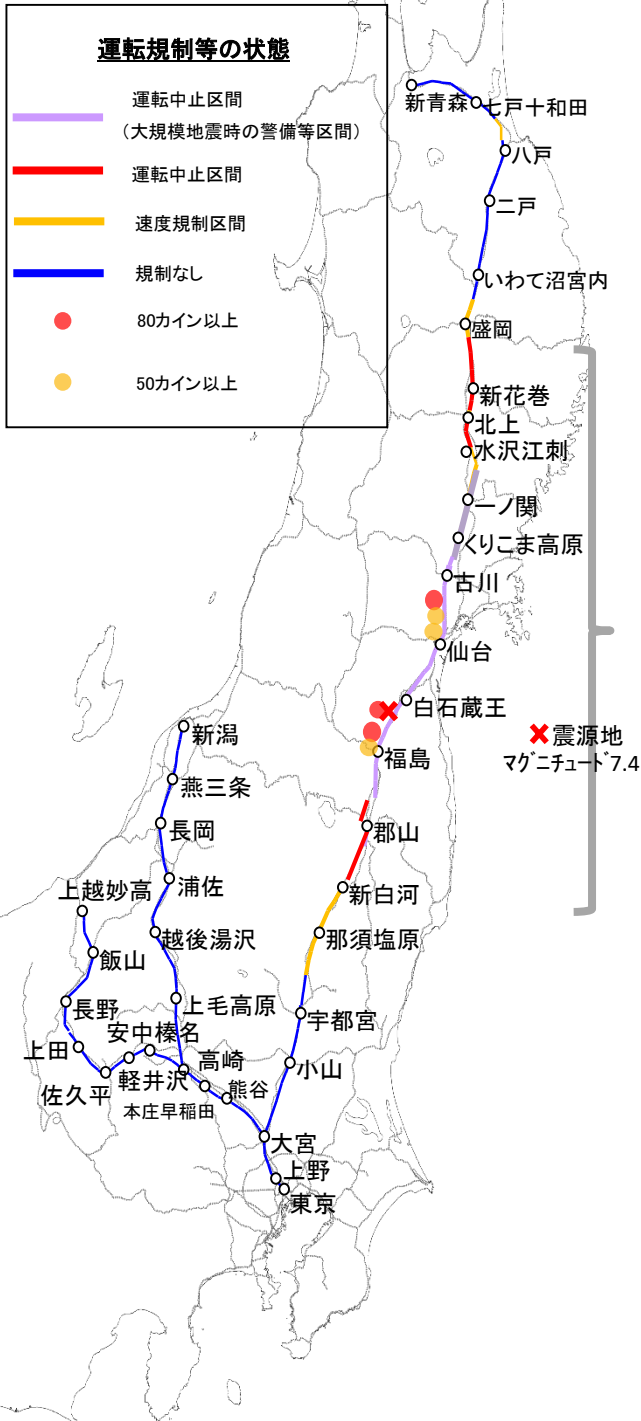 運転規制等の状態
運転中止区間
（大規模地震時の警備等区間）
運転中止区間
速度規制区間
規制なし
80カイン以上
50カイン以上
新青森
七戸十和田
八戸
二戸
いわて沼宮内
盛岡
新花巻
北上
水沢江刺
一ノ関
くりこま高原
古川
仙台
白石蔵王
福島
震源地
マグニチュード7.4
郡山
新白河
那須塩原
宇都宮
小山
新潟
燕三条
長岡
浦佐
越後湯沢
上毛高原
上越妙高
飯山
長野
上田
佐久平
軽井沢
安中榛名
高崎
本庄早稲田
熊谷
大宮
上野
東京